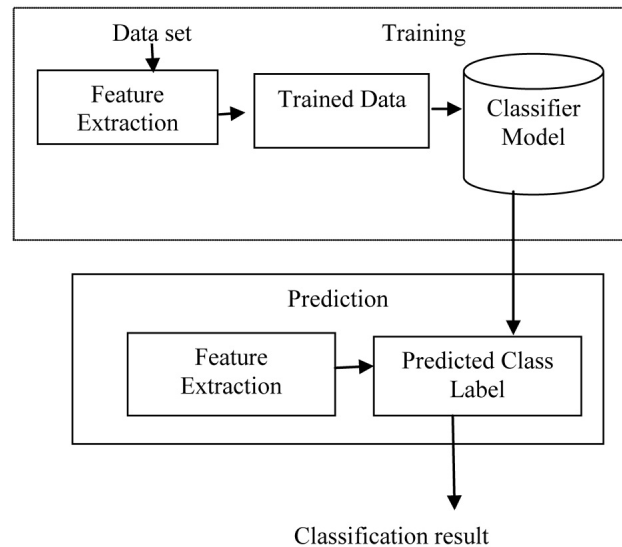 Data set
Training
Feature
Extraction
Trained Data
Classifier
Model
Prediction
Feature
Extraction
Predicted Class
Label
Classification result